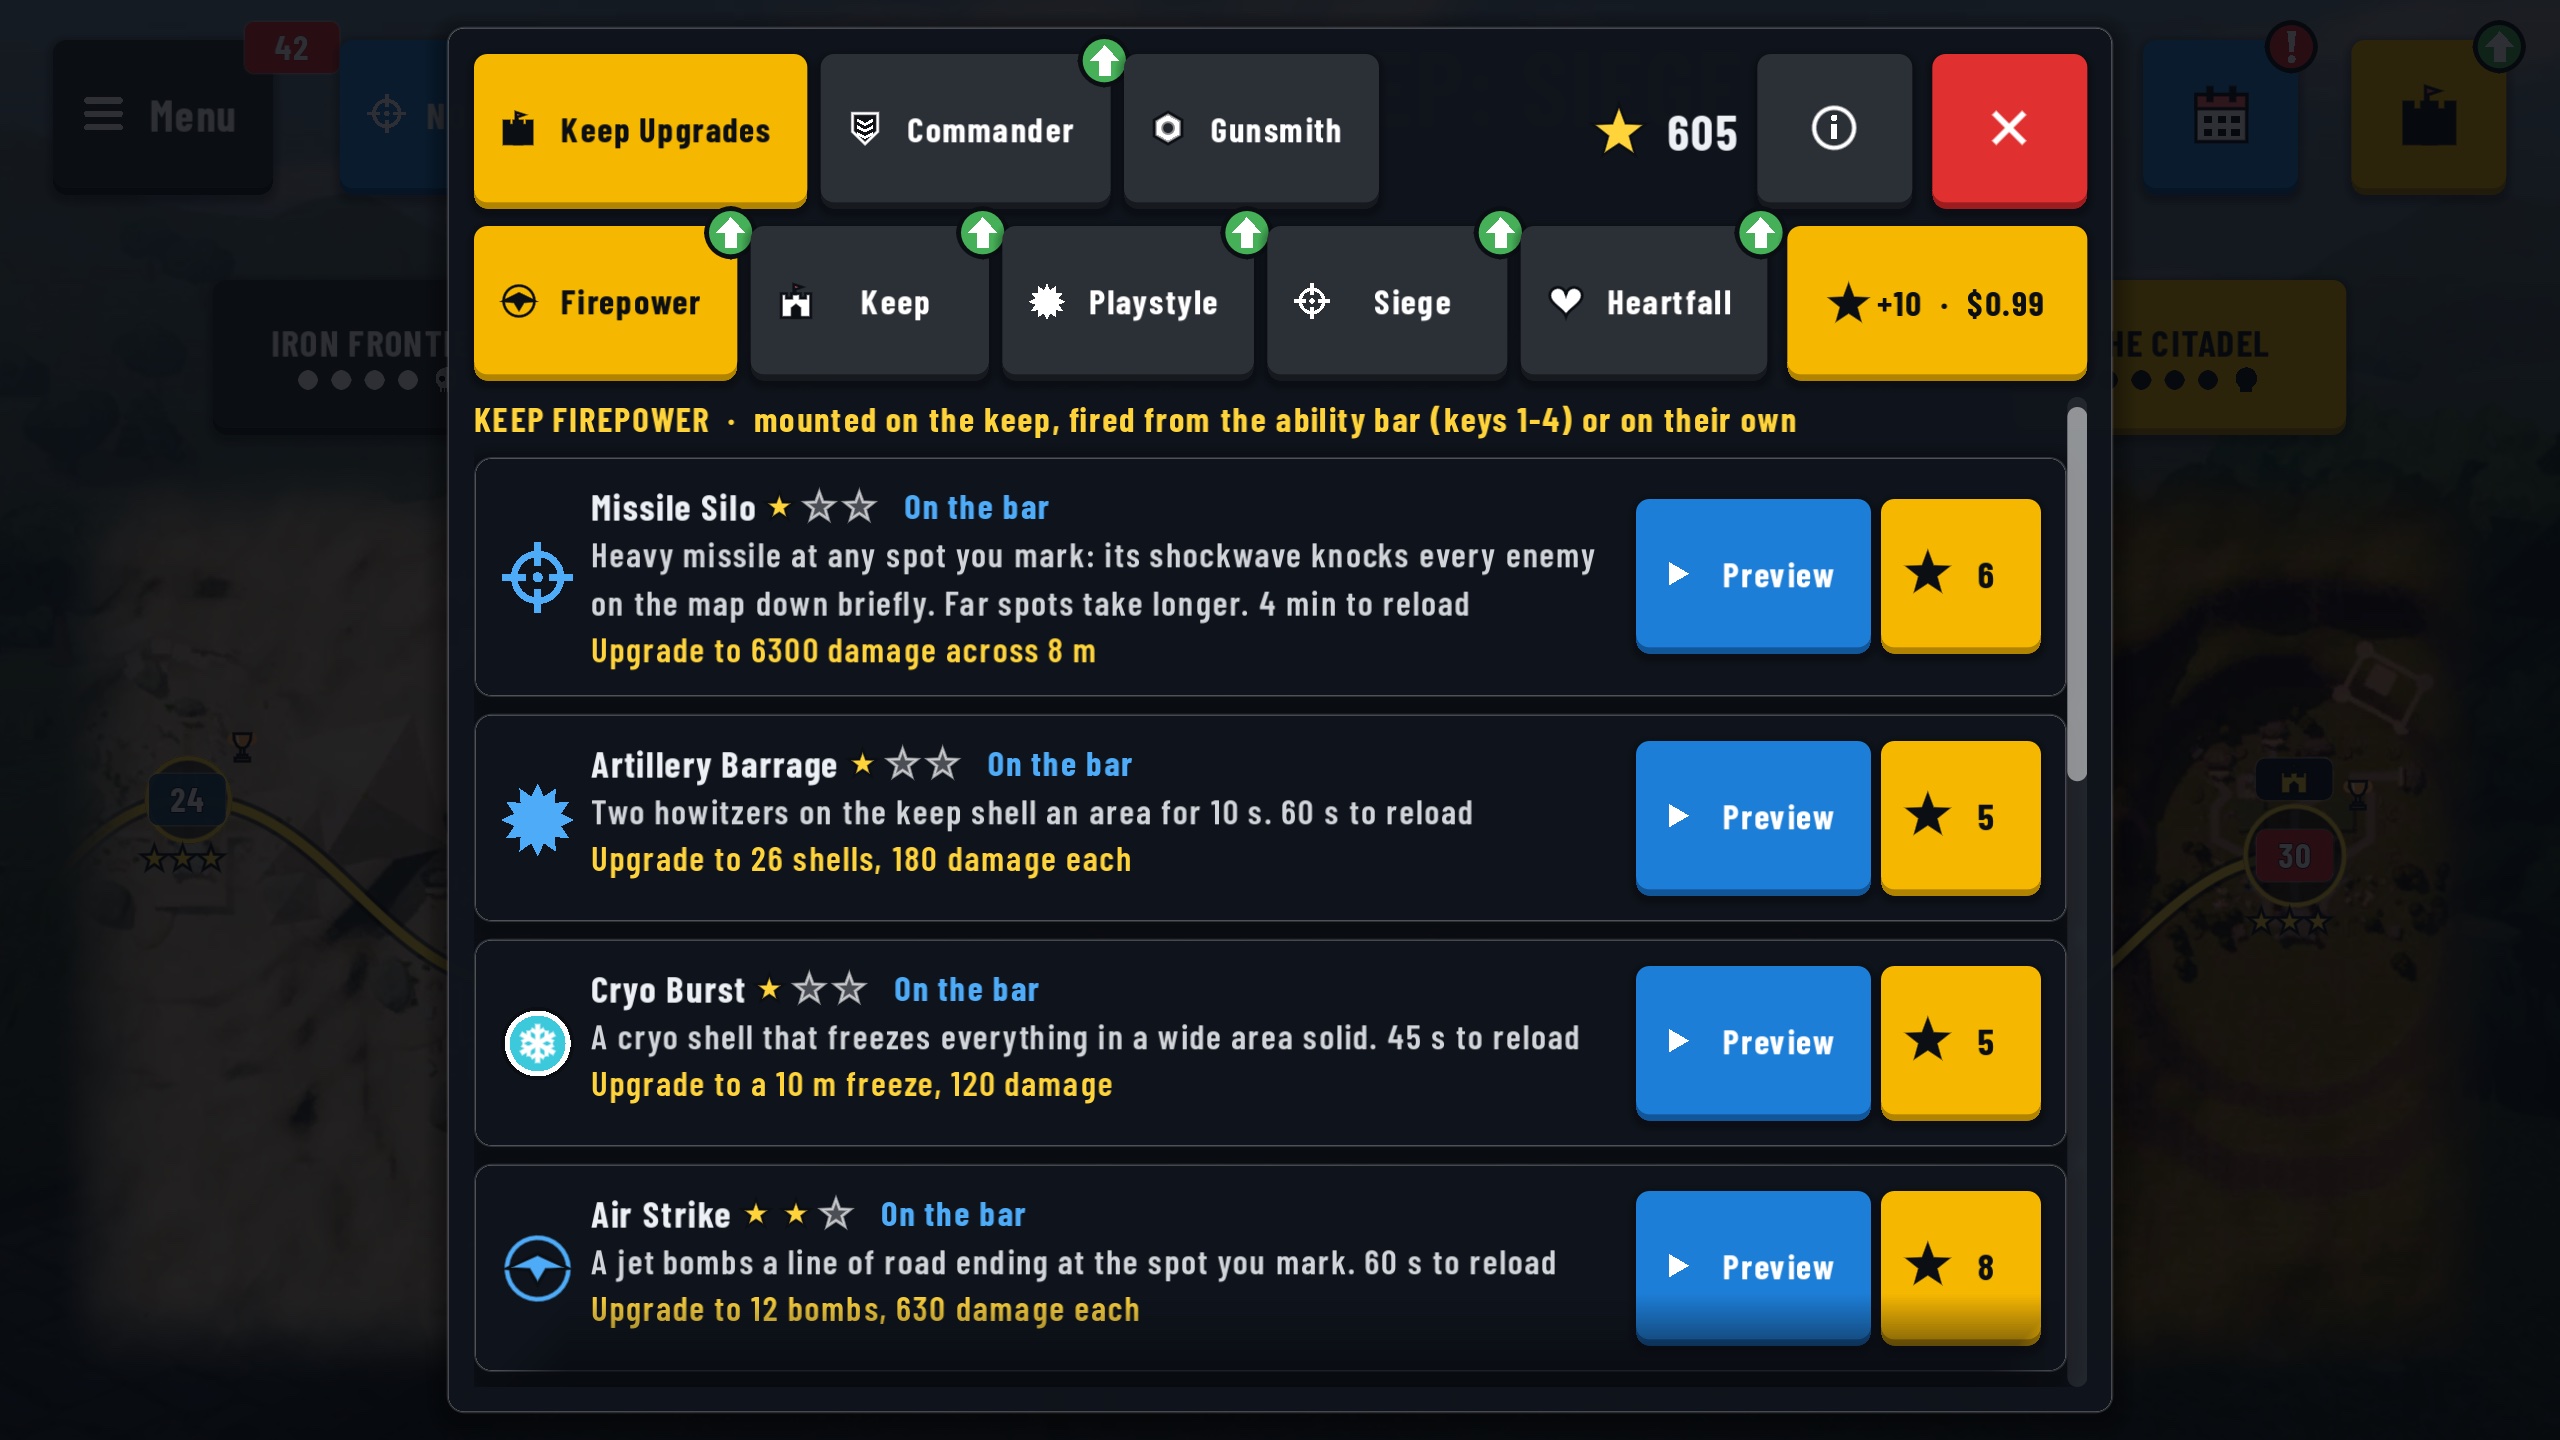 42
Menu
Keep Upgrades
Commander
Gunsmith
605
Firepower
Keep
Playstyle
Siege
Heartfall
+10 · $0.99
CITADEL
KEEP FIREPOWER · mounted on the keep, fired from the ability bar (keys 1-4) or on their own
Missile Silo On the bar
Heavy missile at any spot you mark: its shockwave knocks every enemy
on the map down briefly. Far spots take longer. 4 min to reload
Upgrade to 6300 damage across 8 m
Preview
6
Artillery Barrage On the bar
Two howitzers on the keep shell an area for 10 s. 60 s to reload
Upgrade to 26 shells, 180 damage each
Preview
5
Cryo Burst On the bar
A cryo shell that freezes everything in a wide area solid. 45 s to reload
Upgrade to a 10 m freeze, 120 damage
Preview
5
Air Strike On the bar
A jet bombs a line of road ending at the spot you mark. 60 s to reload
Upgrade to 12 bombs, 630 damage each
Preview
8
IRON
24
30